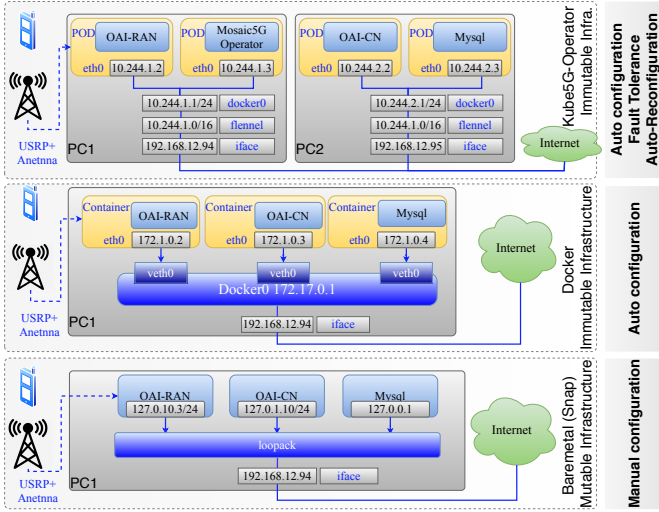 POD
OAI-RAN
eth0
10.244.1.2
POD
Mosaic5G
Operator
eth0
10.244.1.3
10.244.1.1/24
docker0
10.244.1.0/16
flennel
192.168.12.94
iface
PC1
POD
OAI-CN
eth0
10.244.2.2
POD
Mysql
eth0
10.244.2.3
10.244.2.1/24
docker0
10.244.1.0/16
flennel
192.168.12.95
iface
PC2
USRP+
Anetnna
Internet
Kube5G-Operator
Immutable Infra.
Auto configuration
Fault Tolerance
Auto-Reconfiguration
Container
OAI-RAN
eth0
172.1.0.2
Container
OAI-CN
eth0
172.1.0.3
Container
Mysql
eth0
172.1.0.4
veth0
veth0
veth0
Docker0 172.17.0.1
PC1
192.168.12.94
iface
USRP+
Anetnna
Internet
Docker
Immutable Infrastructure
Auto configuration
OAI-RAN
127.0.10.3/24
OAI-CN
127.0.1.10/24
Mysql
127.0.0.1
loopack
192.168.12.94
iface
PC1
USRP+
Anetnna
Internet
Baremetal (Snap)
Mutable Infrastructure
Manual configuration